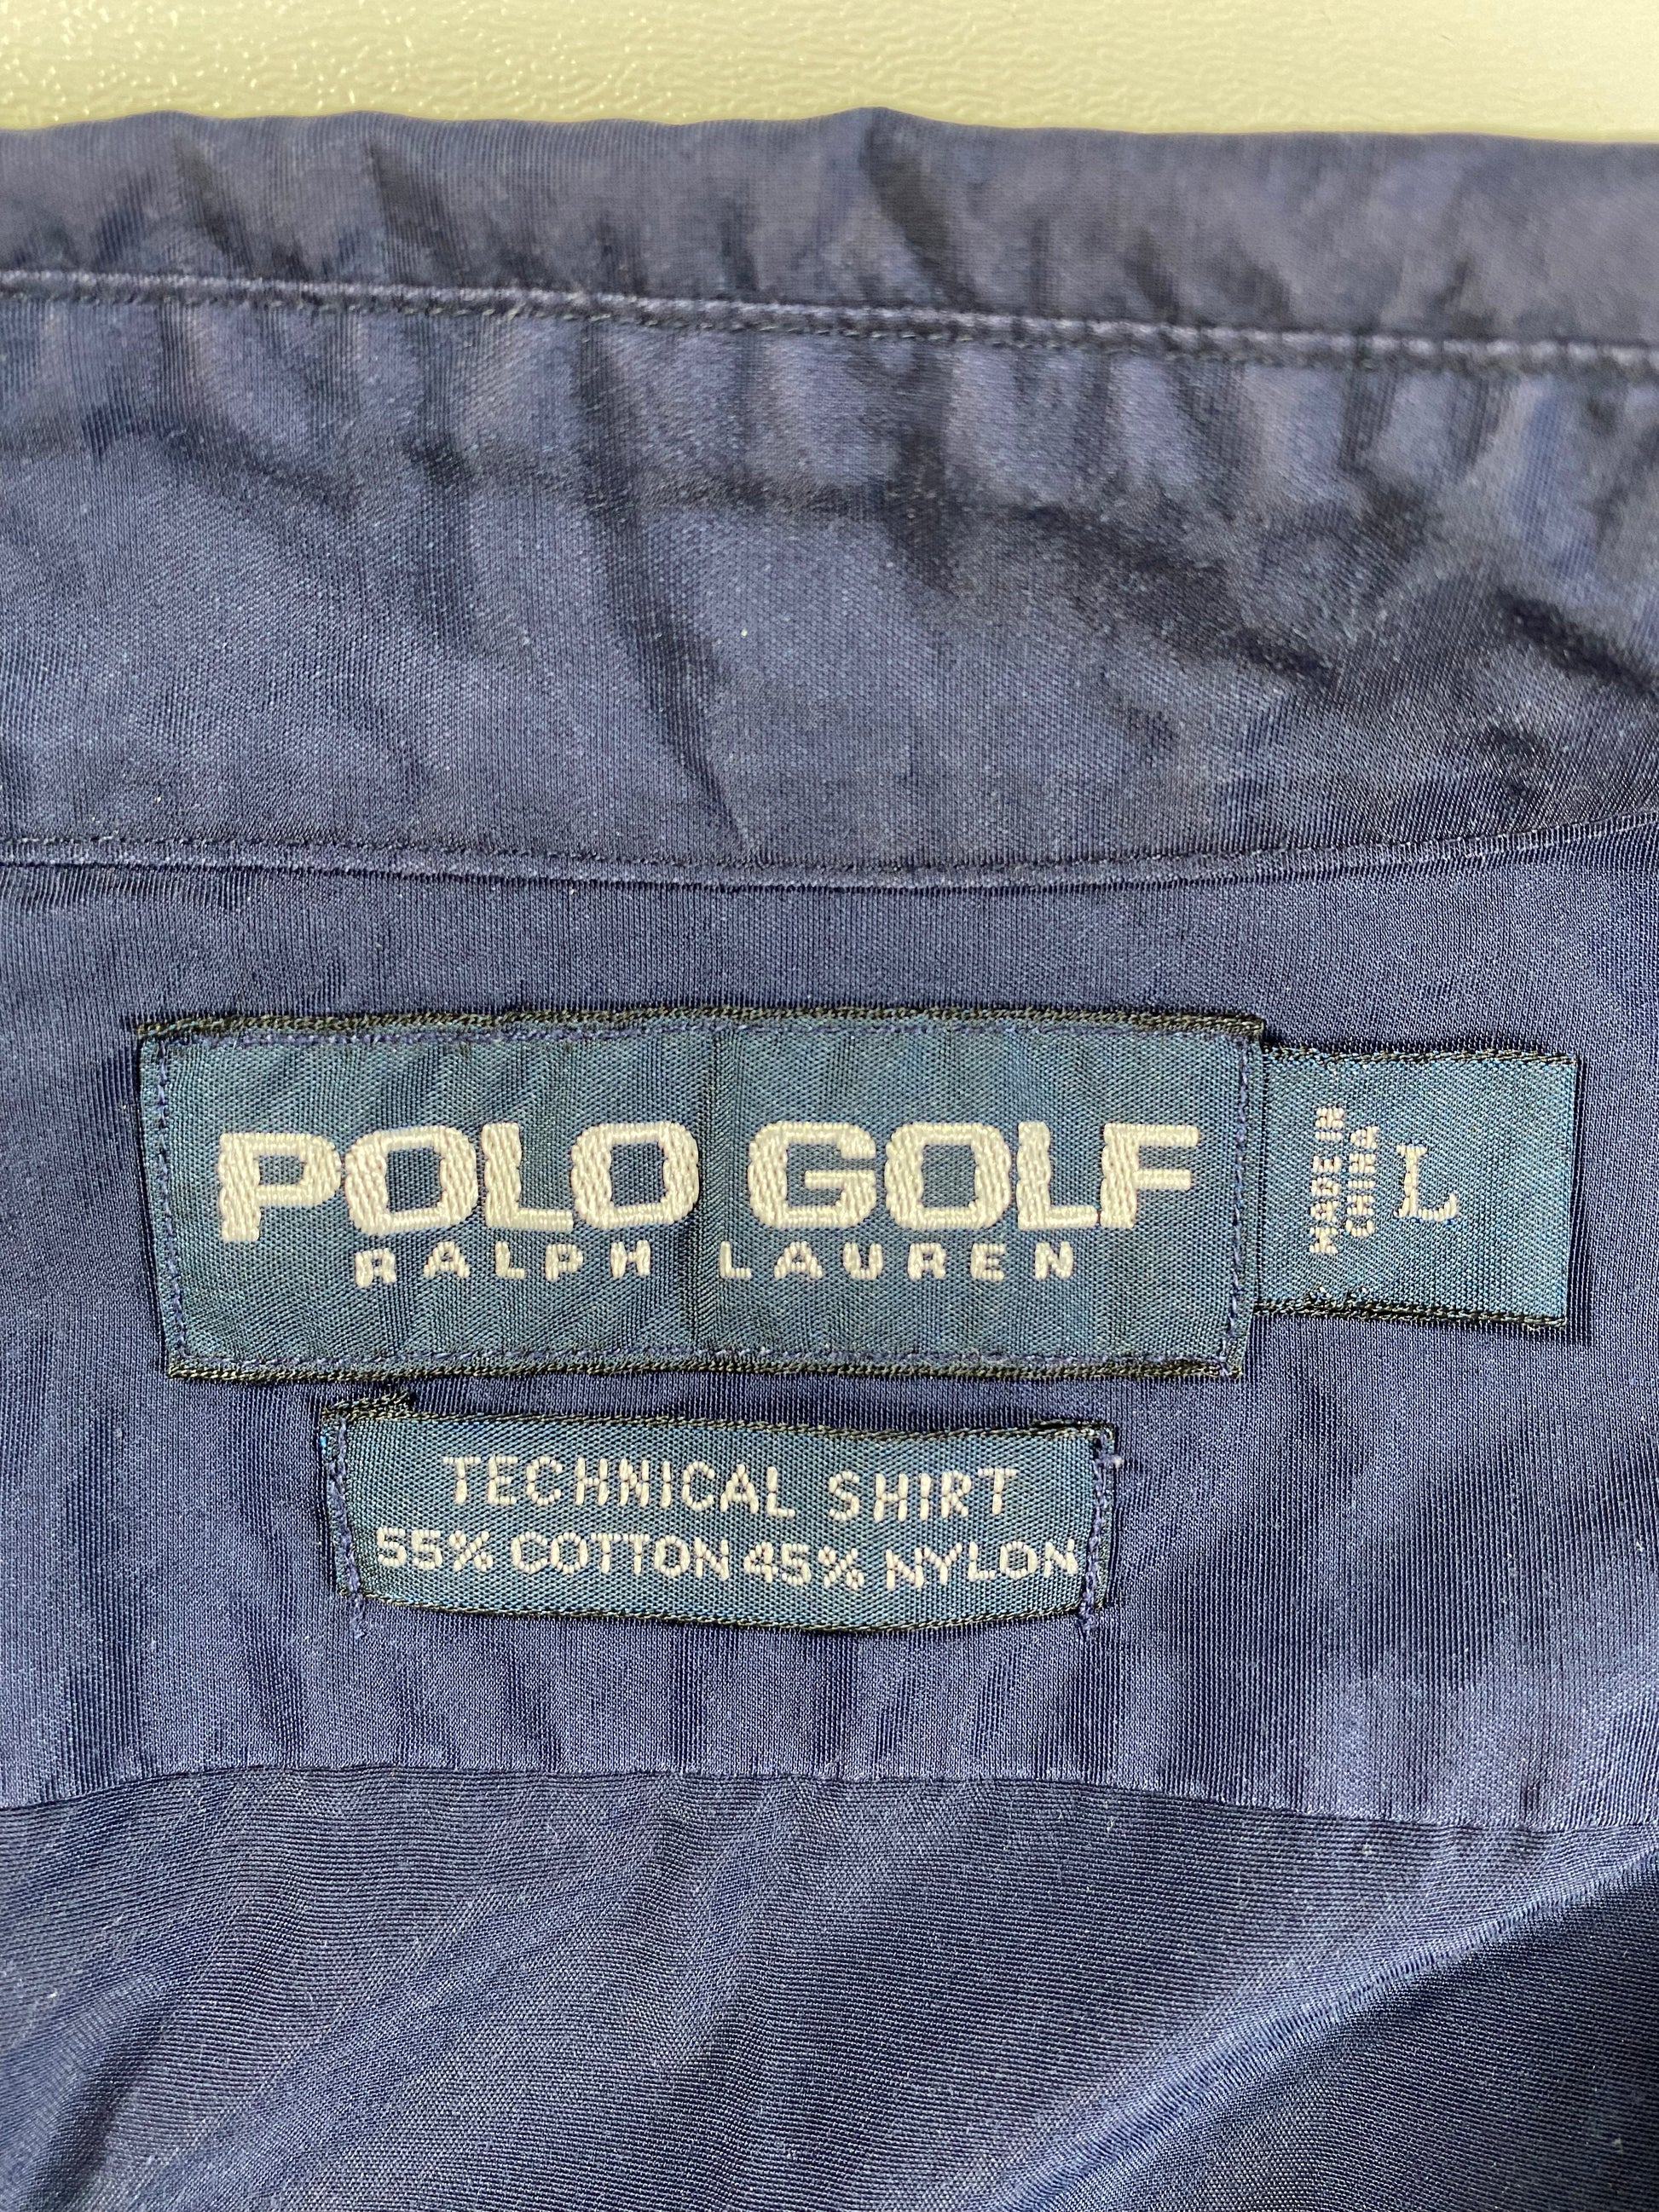 POLO GOLF
RALPH LAUREN
MADE IN
CHINA
L
TECHNICAL SHIRT
55% COTTON 45% NYLON